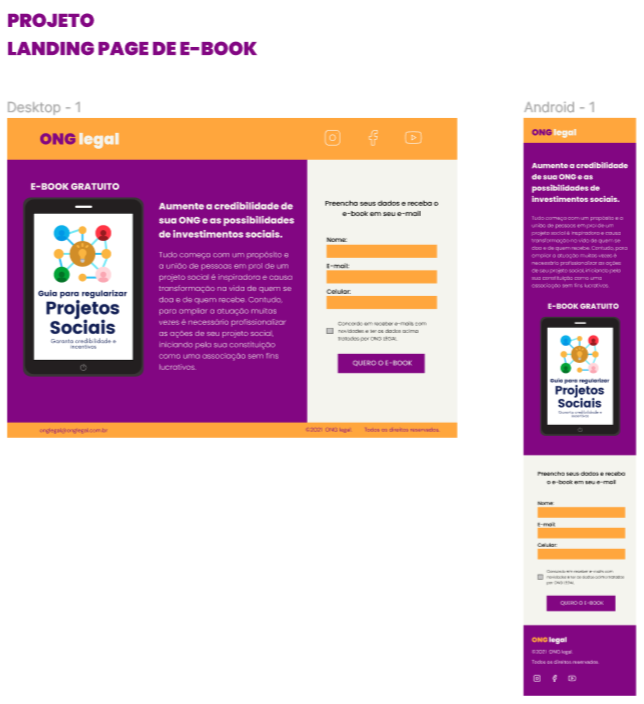 PROJETO
LANDING PAGE DE E-BOOK
Desktop - 1
ONG legal
E-BOOK GRATUITO
Guia para regularizar
Projetos
Sociais
Garanta credibilidade e
incentivos
Aumente a credibilidade de
sua ONG e as possibilidades
de investimentos sociais.
Tudo começa com um propósito e
a união de pessoas em prol de um
projeto social é inspiradora e causa
transformação na vida de quem se
doa e de quem recebe. Contudo,
para ampliar a atuação muitas
vezes é necessário profissionalizar
as ações de seu projeto social,
iniciando pela sua constituição
como uma associação sem fins
lucrativos.
Preencha seus dados e receba o
e-book em seu e-mail
Nome:
E-mail:
Celular:
Concordo em receber e-mails com
novidades e ter os dados acima
tratados por ONG
QUERO O E-BOOK
onglegal@onglegal.com.br
©2021 ONG legal
Todos os direitos reservados.
Android - 1
ONG legal
Aumente a credibilidade
de sua ONG e as
possibilidades de
investimentos sociais.
Tudo começa com um propósito e a
união de pessoas em prol de um
projeto social é inspiradora e causa
transformação na vida de quem se
doa e de quem recebe. Contudo, para
ampliar a atuação muitas vezes é
necessário profissionalizar as ações
de seu projeto social, iniciando pela
sua constituição como uma
associação sem fins lucrativos.
E-BOOK GRATUITO
Guia para regularizar
Projetos
Sociais
Garanta credibilidade e
incentivos
Preencha seus dados e receba
o e-book em seu e-mail
Nome:
E-mail:
Celular:
Concordo em receber e-mails com
novidades e ter os dados acima tratados
por ONG
QUERO O E-BOOK
ONG legal
©2021 ONG legal
Todos os direitos reservados.